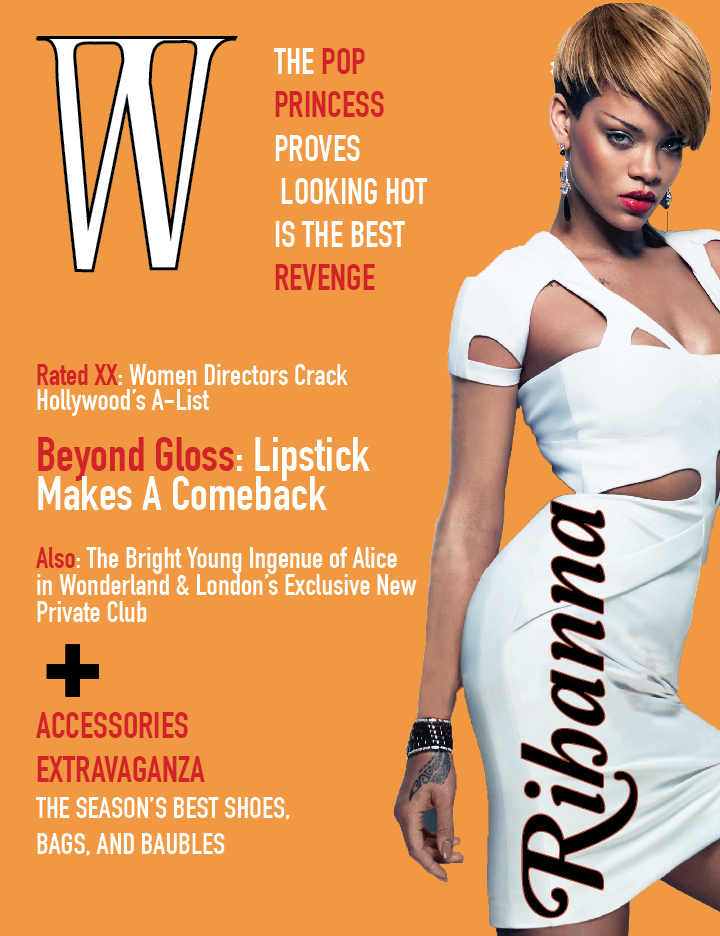 W
THE POP
PRINCESS
PROVES
LOOKING HOT
IS THE BEST
REVENGE
Rated XX: Women Directors Crack
Hollywood's A-List
Beyond Gloss: Lipstick
Makes A Comeback
Also: The Bright Young Ingenue of Alice
in Wonderland & London's Exclusive New
Private Club
+
ACCESSORIES
EXTRAVAGANZA
THE SEASON'S BEST SHOES,
BAGS, AND BAUBLES
Rihanna